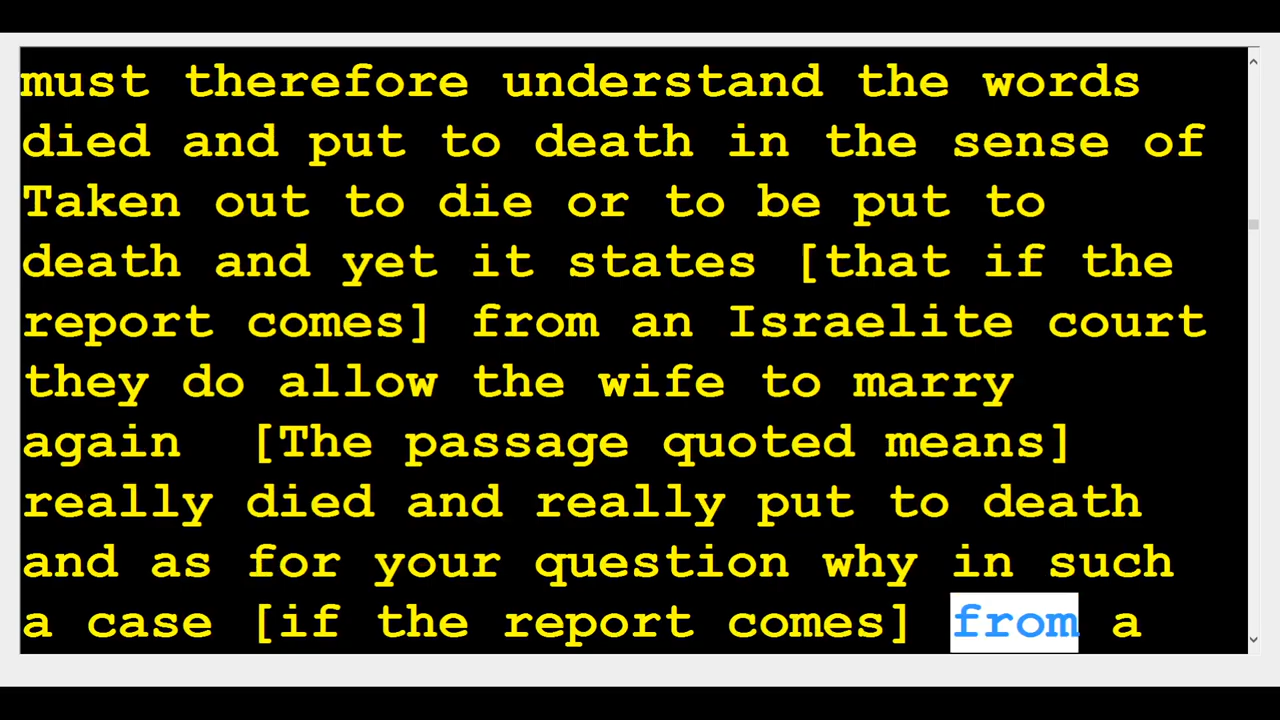 must therefore understand the words
died and put to death in the sense of
Taken out to die or to be put to
death and yet it states [that if the
report comes] from an Israelite court
they do allow the wife to marry
again  [The passage quoted means]
really died and really put to death
and as for your question why in such
a case [if the report comes] from a